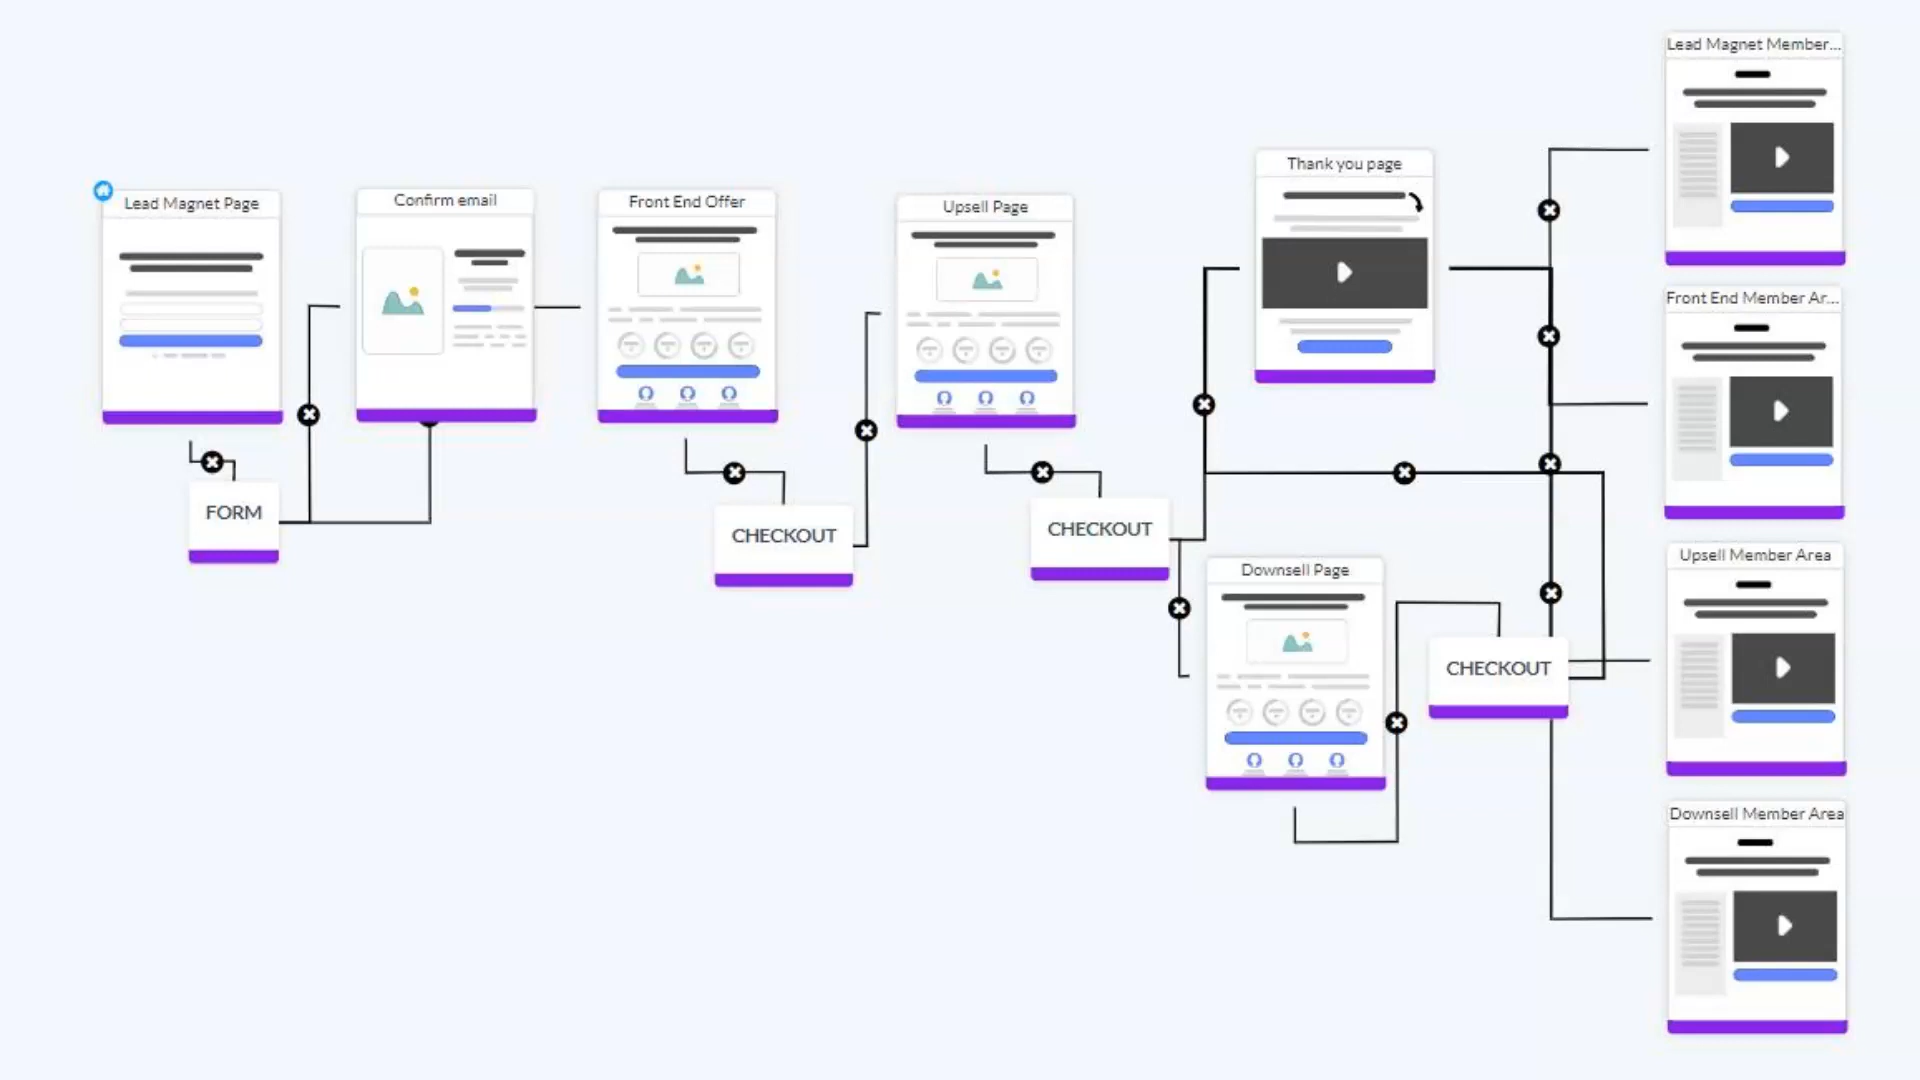 Lead Magnet Page
Confirm email
Front End Offer
Upsell Page
Thank you page
Lead Magnet Member...
Front End Member Ar...
FORM
CHECKOUT
CHECKOUT
Downsell Page
CHECKOUT
Upsell Member Area
Downsell Member Area